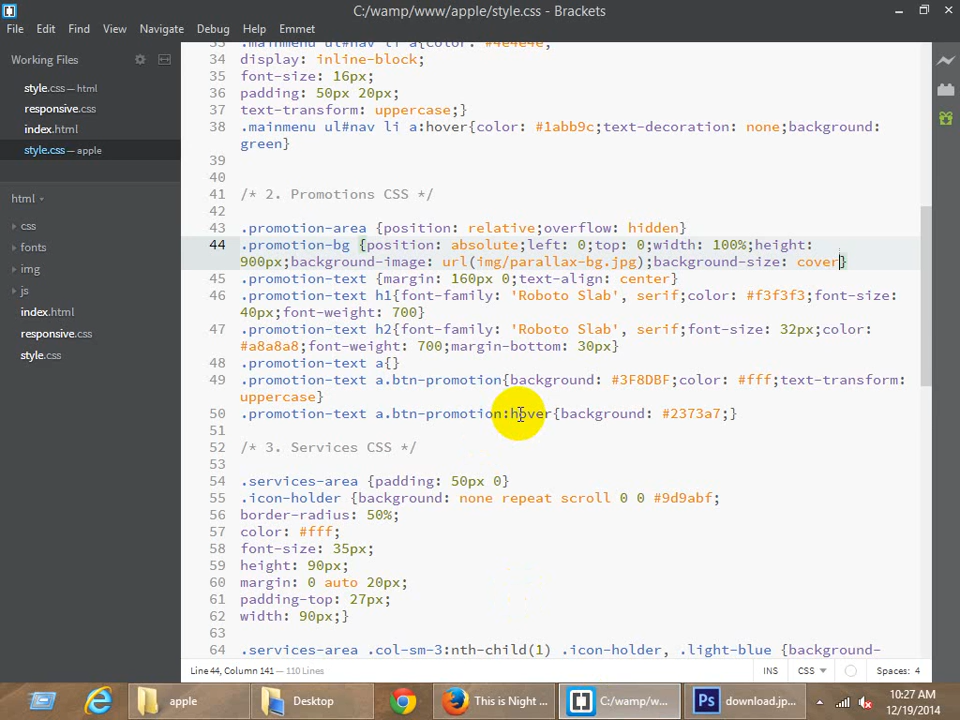 C:/wamp/www/apple/style.css - Brackets
File Edit Find View Navigate Debug Help Emmet
Working Files
style.css — html
responsive.css
index.html
style.css — apple
html
css
fonts
img
js
index.html
responsive.css
style.css
33 .mainmenu ul#nav li a{color: #4e4e4e;
34 display: inline-block;
35 font-size: 16px;
36 padding: 50px 20px;
37 text-transform: uppercase;}
38 .mainmenu ul#nav li a:hover{color: #1abb9c;text-decoration: none;background:
green}
39
40
41 /* 2. Promotions CSS */
42
43 .promotion-area {position: relative;overflow: hidden}
44 .promotion-bg {position: absolute;left: 0;top: 0;width: 100%;height:
900px;background-image: url(img/parallax-bg.jpg);background-size: cover}
45 .promotion-text {margin: 160px 0;text-align: center}
46 .promotion-text h1{font-family: 'Roboto Slab', serif;color: #f3f3f3;font-size:
40px;font-weight: 700}
47 .promotion-text h2{font-family: 'Roboto Slab', serif;font-size: 32px;color:
#a8a8a8;font-weight: 700;margin-bottom: 30px}
48 .promotion-text a{}
49 .promotion-text a.btn-promotion{background: #3F8DBF;color: #fff;text-transform:
uppercase}
50 .promotion-text a.btn-promotion:hover{background: #2373a7;}
51
52 /* 3. Services CSS */
53
54 .services-area {padding: 50px 0}
55 .icon-holder {background: none repeat scroll 0 0 #9d9abf;
56 border-radius: 50%;
57 color: #fff;
58 font-size: 35px;
59 height: 90px;
60 margin: 0 auto 20px;
61 padding-top: 27px;
62 width: 90px;}
63
64 .services-area .col-sm-3:nth-child(1) .icon-holder, .light-blue {background-
Line 44, Column 141 — 110 Lines
INS CSS Spaces: 4
apple
Desktop
This is Night ...
C:/wamp/w...
Ps download.jp...
10:27 AM
12/19/2014